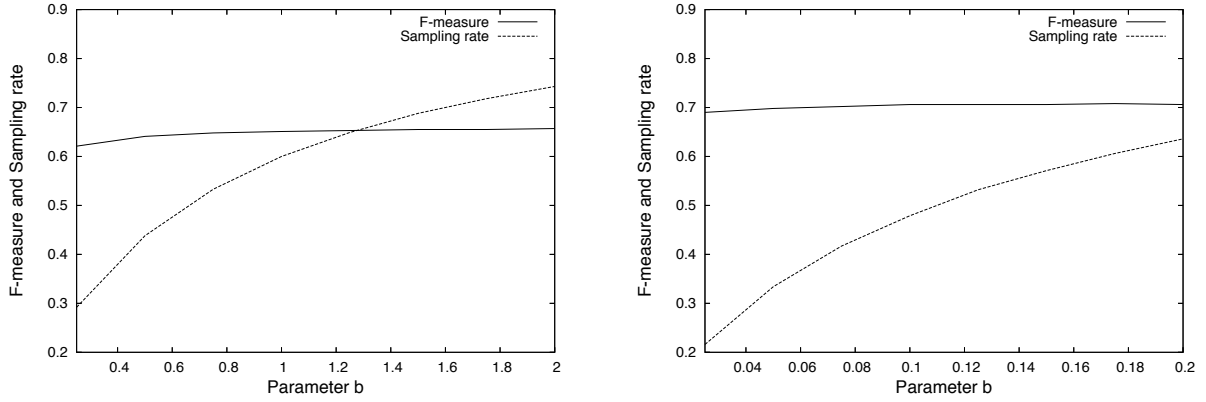 F-measure and Sampling rate
0.9
0.8
0.7
0.6
0.5
0.4
0.3
0.2
F-measure
Sampling rate
0.4 0.6 0.8 1 1.2 1.4 1.6 1.8 2
Parameter b
F-measure and Sampling rate
0.9
0.8
0.7
0.6
0.5
0.4
0.3
0.2
F-measure
Sampling rate
0.04 0.06 0.08 0.1 0.12 0.14 0.16 0.18 0.2
Parameter b